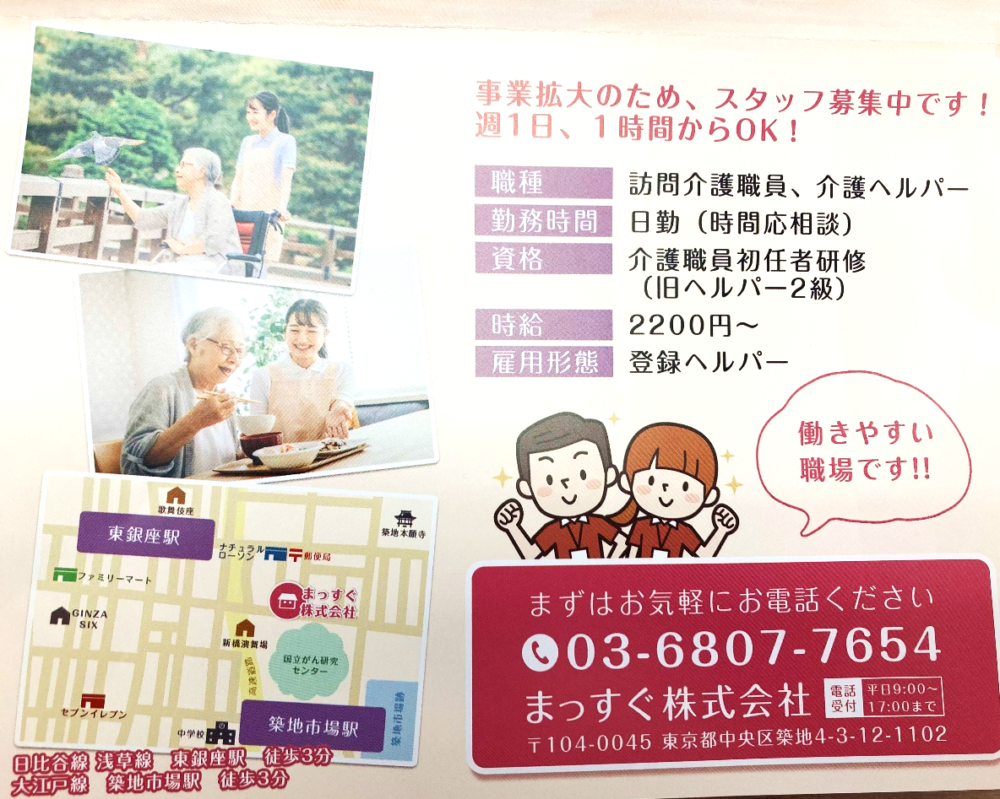 事業拡大のため、スタッフ募集中です！
週1日、1時間からOK！
職種 訪問介護職員、介護ヘルパー
勤務時間 日勤（時間応相談）
資格 介護職員初任者研修
（旧ヘルパー2級）
時給 2200円〜
雇用形態 登録ヘルパー
働きやすい
職場です!!
歌舞伎座
東銀座駅
築地本願寺
ナチュラル
ローソン
郵便局
ファミリーマート
まっすぐ
株式会社
GINZA
SIX
新橋演舞場
国立がん研究
センター
高速道路
セブンイレブン
中学校
築地市場駅
築地市場跡
日比谷線 浅草線 東銀座駅 徒歩3分
大江戸線 築地市場駅 徒歩3分
まずはお気軽にお電話ください
03-6807-7654
まっすぐ株式会社
電話
受付
平日9:00〜
17:00まで
〒104-0045 東京都中央区築地4-3-12-1102